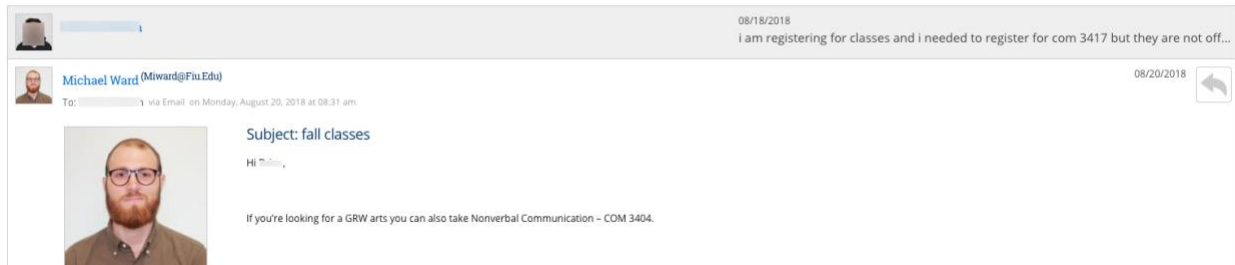 08/18/2018
i am registering for classes and i needed to register for com 3417 but they are not off...
Michael Ward (Miward@Fiu.Edu)
08/20/2018
To: via Email on Monday, August 20, 2018 at 08:31 am
Subject: fall classes
Hi ,
If you're looking for a GRW arts you can also take Nonverbal Communication – COM 3404.